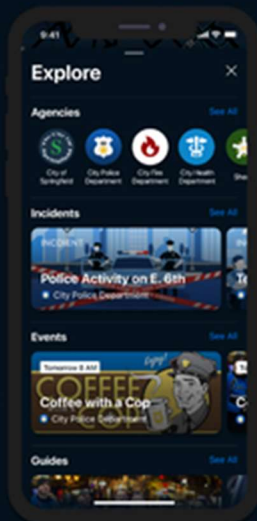 9:41
Explore
Agencies
See All
City of Springfield
City Police Department
City Fire Department
City Health Department
Incidents
See All
INCIDENT
Police Activity on E. 6th
City Police Department
Events
See All
Tomorrow 9 AM
Enjoy!
COFFEE
Coffee with a Cop
City Police Department
Guides
See All